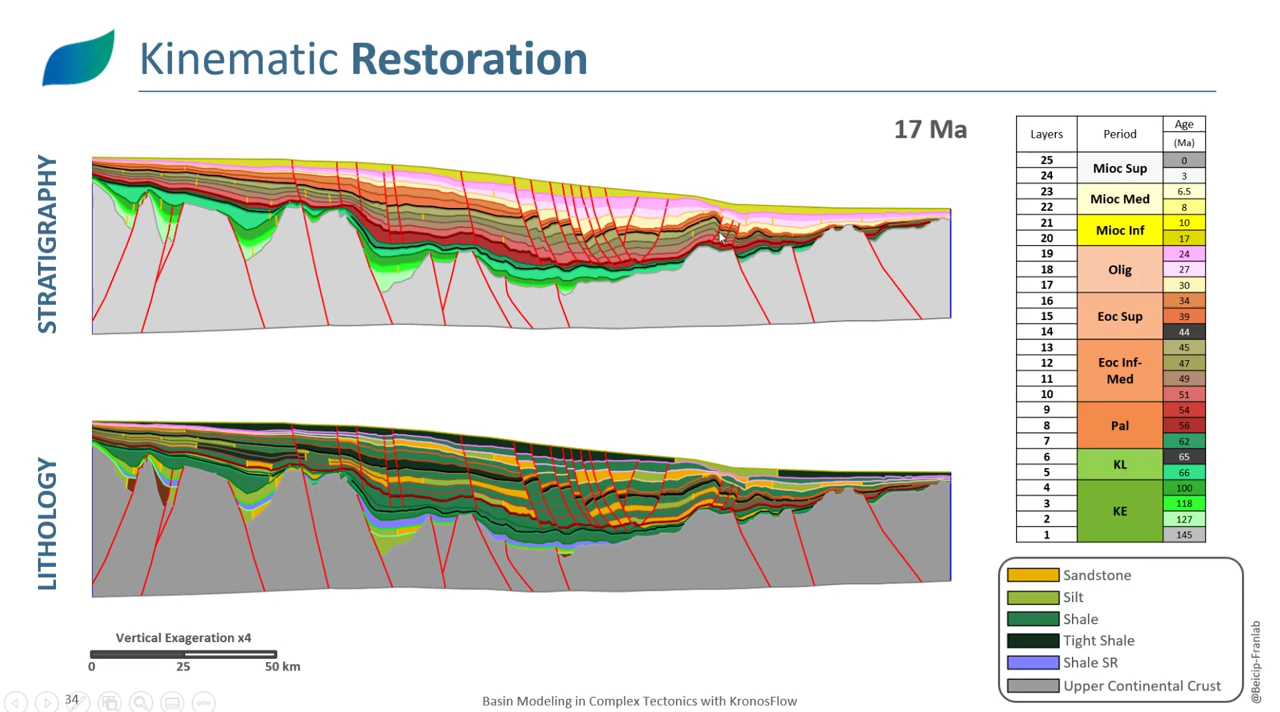 Kinematic Restoration
17 Ma
STRATIGRAPHY
LITHOLOGY
Vertical Exageration x4
0 25 50 km
Layers Period Age
(Ma)
25 Mioc Sup 0
24 3
23 Mioc Med 6.5
22 8
21 Mioc Inf 10
20 17
19 Olig 24
18 27
17 30
16 Eoc Sup 34
15 39
14 44
13 Eoc Inf-Med 45
12 47
11 49
10 51
9 Pal 54
8 56
7 62
6 KL 65
5 66
4 KE 100
3 118
2 127
1 145
Sandstone
Silt
Shale
Tight Shale
Shale SR
Upper Continental Crust
@Beicip-Franlab
34
Basin Modeling in Complex Tectonics with KronosFlow